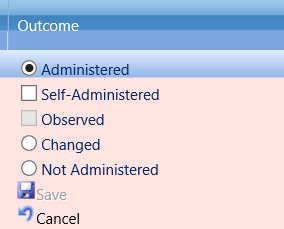 Outcome
Administered
Self-Administered
Observed
Changed
Not Administered
Save
Cancel